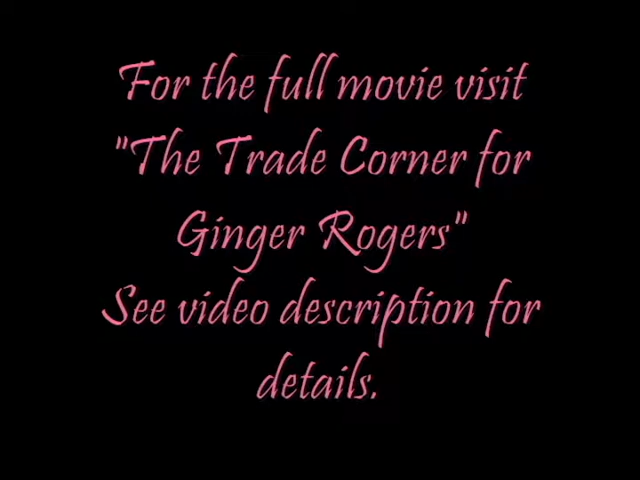 For the full movie visit
"The Trade Corner for
Ginger Rogers"
See video description for
details.